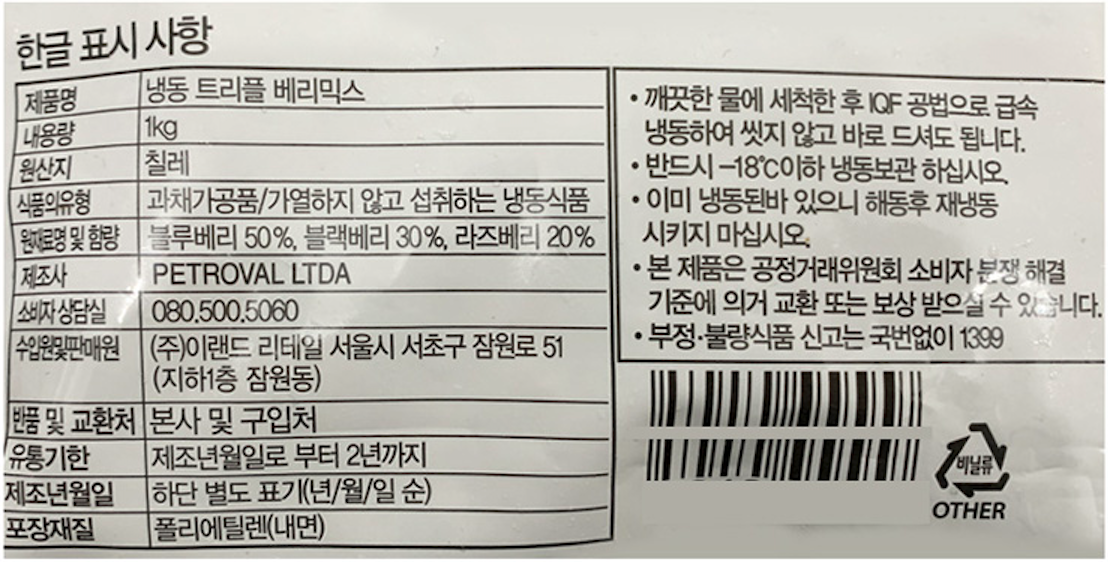 한글 표시 사항
제품명 냉동 트리플 베리믹스
내용량 1kg
원산지 칠레
식품의유형 과채가공품/가열하지 않고 섭취하는 냉동식품
원재료명 및 함량 블루베리 50%, 블랙베리 30%, 라즈베리 20%
제조사 PETROVAL LTDA
소비자 상담실 080.500.5060
수입원및판매원 (주)이랜드 리테일 서울시 서초구 잠원로 51
(지하1층 잠원동)
반품 및 교환처 본사 및 구입처
유통기한 제조년월일로 부터 2년까지
제조년월일 하단 별도 표기(년/월/일 순)
포장재질 폴리에틸렌(내면)
• 깨끗한 물에 세척한 후 IQF 공법으로 급속
냉동하여 씻지 않고 바로 드셔도 됩니다.
• 반드시 -18℃이하 냉동보관 하십시오.
• 이미 냉동된바 있으니 해동후 재냉동
시키지 마십시오.
• 본 제품은 공정거래위원회 소비자 분쟁 해결
기준에 의거 교환 또는 보상 받으실 수 있습니다.
• 부정·불량식품 신고는 국번없이 1399
비닐류
OTHER